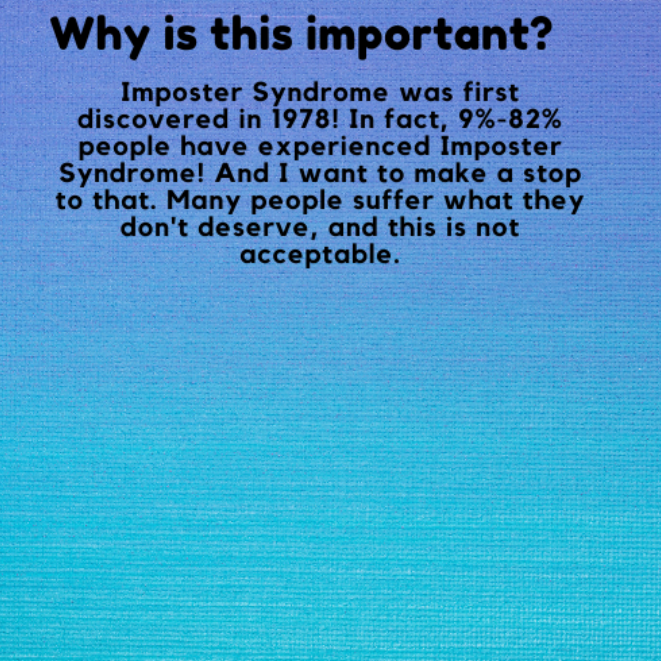 Why is this important?
Imposter Syndrome was first
discovered in 1978! In fact, 9%-82%
people have experienced Imposter
Syndrome! And I want to make a stop
to that. Many people suffer what they
don't deserve, and this is not
acceptable.